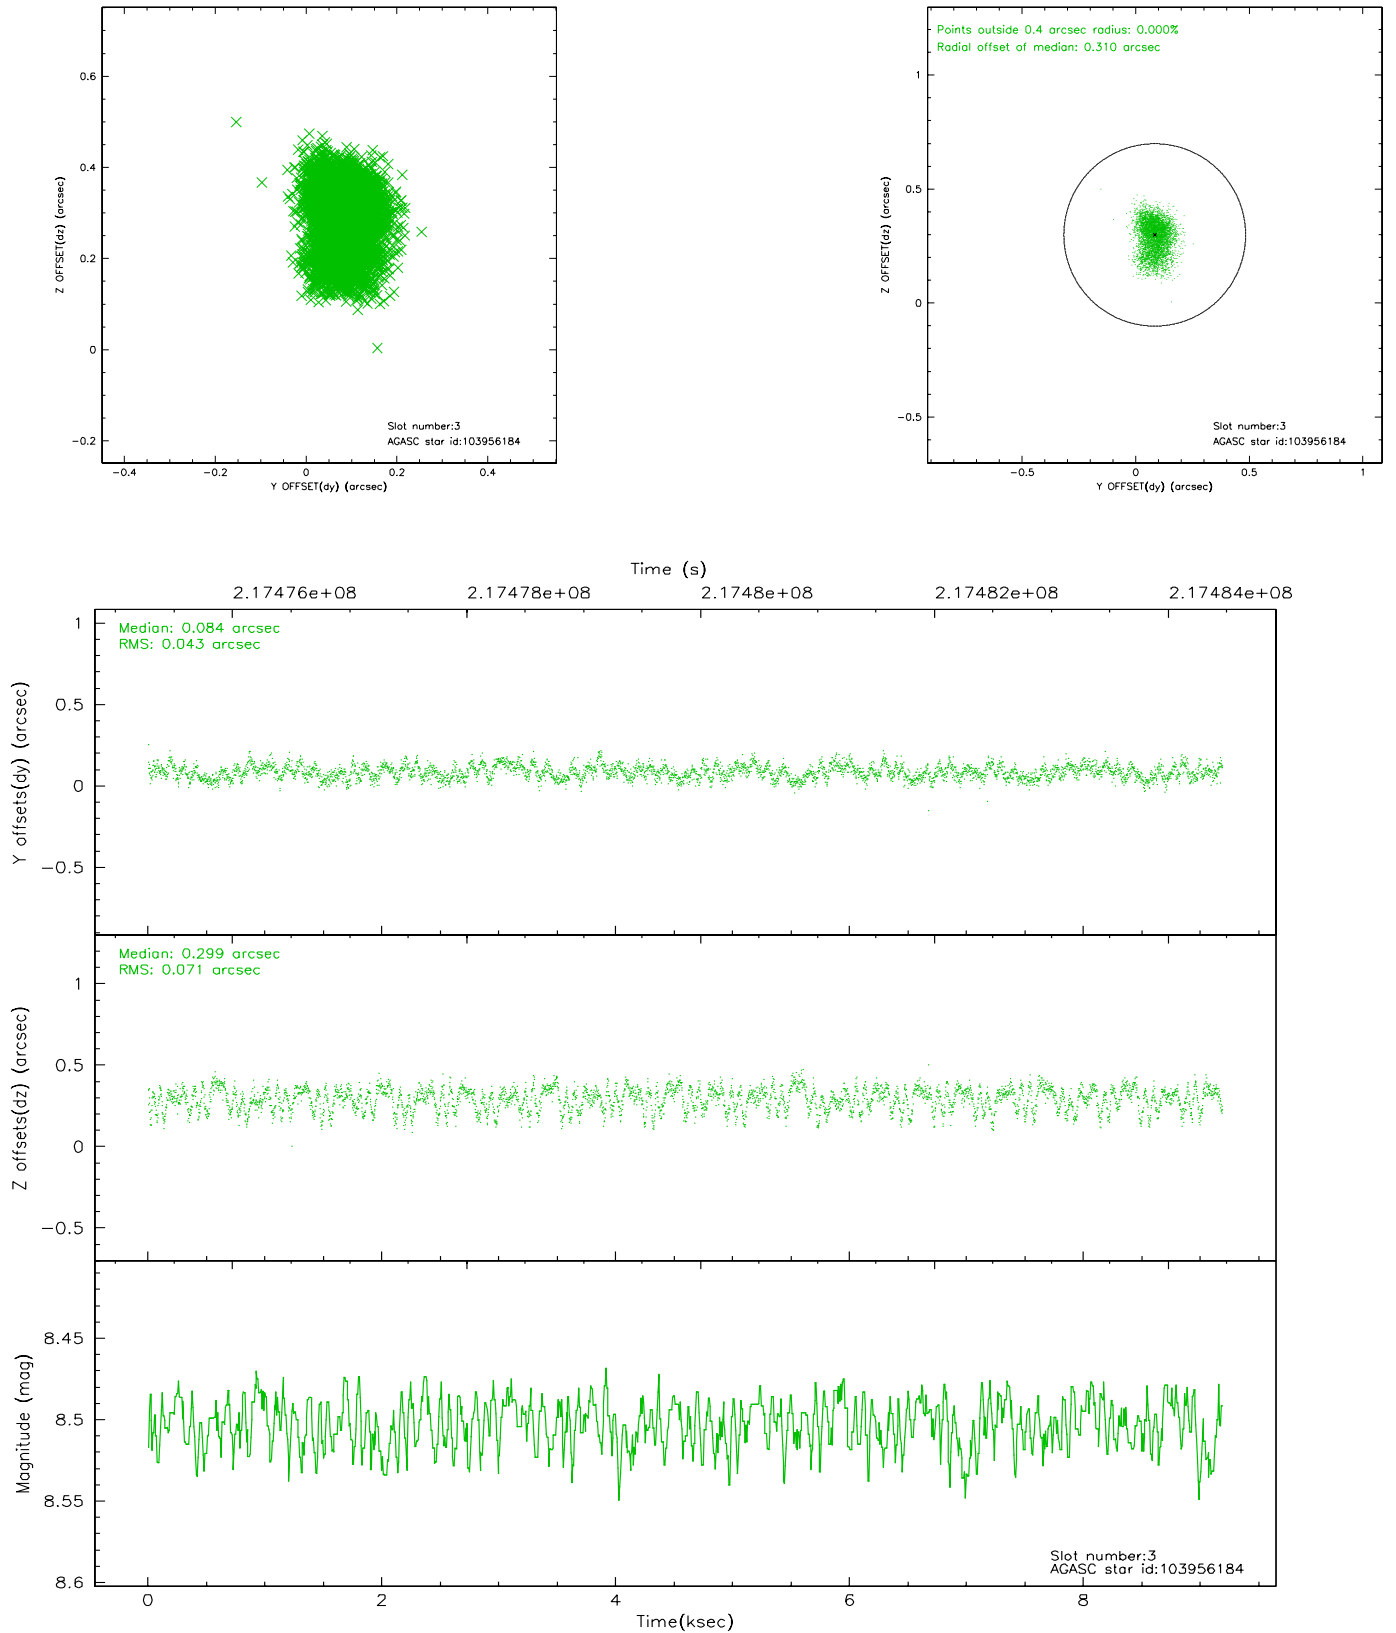 0.6
0.4
0.2
0
−0.2
Z OFFSET(dz) (arcsec)
Slot number:3
AGASC star id:103956184
−0.4 −0.2 0 0.2 0.4
Y OFFSET(dy) (arcsec)
Points outside 0.4 arcsec radius: 0.000%
Radial offset of median: 0.310 arcsec
1
0.5
0
−0.5
Z OFFSET(dz) (arcsec)
Slot number:3
AGASC star id:103956184
−0.5 0 0.5 1
Y OFFSET(dy) (arcsec)
Time (s)
2.17476e+08 2.17478e+08 2.1748e+08 2.17482e+08 2.17484e+08
Median: 0.084 arcsec
RMS: 0.043 arcsec
1
0.5
0
−0.5
Y offsets(dy) (arcsec)
Median: 0.299 arcsec
RMS: 0.071 arcsec
1
0.5
0
−0.5
Z offsets(dz) (arcsec)
8.45
8.5
8.55
8.6
Magnitude (mag)
Slot number:3
AGASC star id:103956184
0 2 4 6 8
Time(ksec)